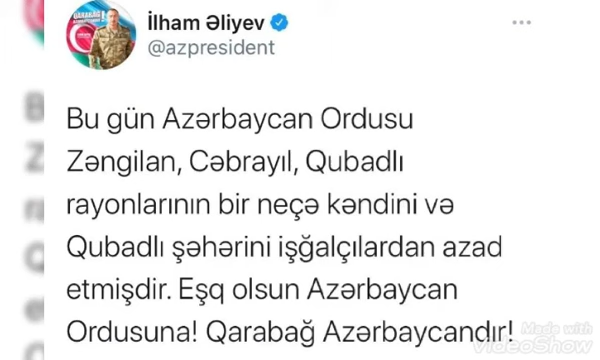 QARABAĞ
İlham Əliyev
@azpresident
Bu gün Azərbaycan Ordusu
Zəngilan, Cəbrayıl, Qubadlı
rayonlarının bir neçə kəndini və
Qubadlı şəhərini işğalçılardan azad
etmişdir. Eşq olsun Azərbaycan
Ordusuna! Qarabağ Azərbaycandır!
Made with
VideoShow